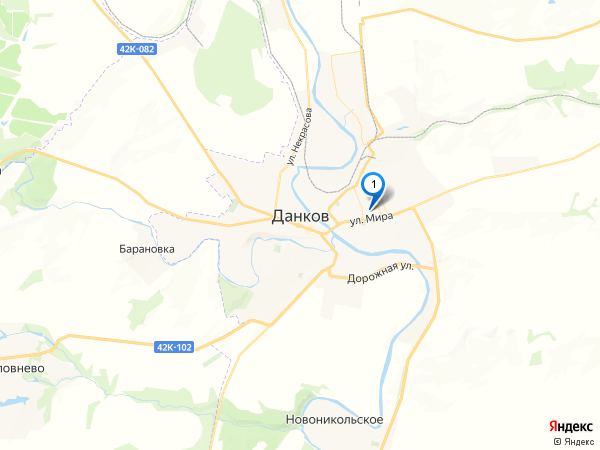 42К-082
ул. Некрасова
1
Данков
ул. Мира
Барановка
Дорожная ул.
42К-102
ловнево
Новоникольское
Яндекс
© Яндекс